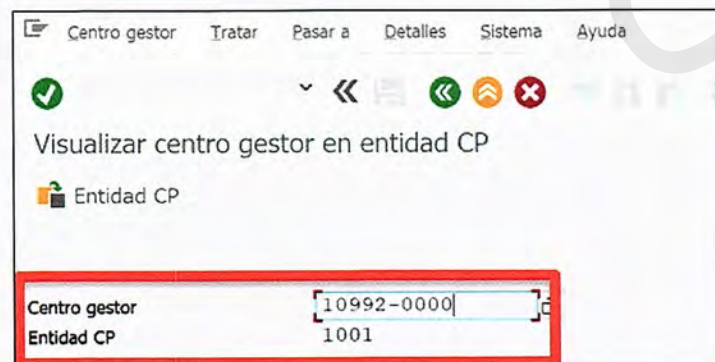 Centro gestor Tratar Pasar a Detalles Sistema Ayuda
Visualizar centro gestor en entidad CP
Entidad CP
Centro gestor 10992-0000
Entidad CP 1001